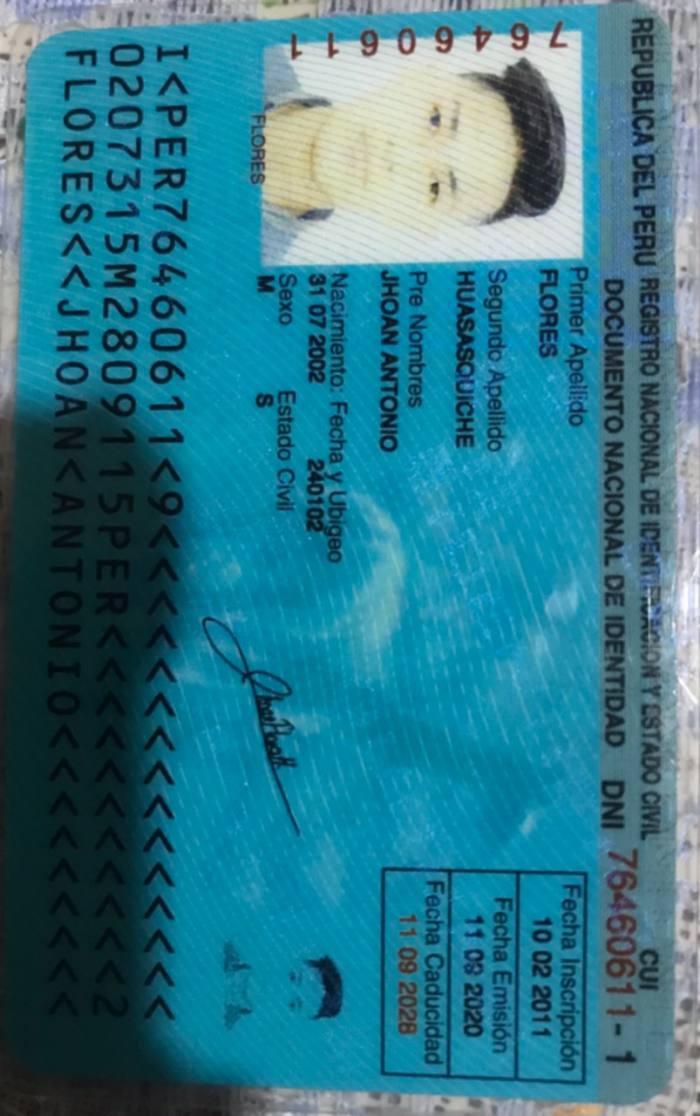 REPUBLICA DEL PERU REGISTRO NACIONAL DE IDENTIFICACION Y ESTADO CIVIL
CUI
DOCUMENTO NACIONAL DE IDENTIDAD DNI 76460611-1
76460611
FLORES
Primer Apellido
FLORES
Segundo Apellido
HUASASQUICHE
Pre Nombres
JHOAN ANTONIO
Nacimiento: Fecha y Ubigeo
31 07 2002 240102
Sexo Estado Civil
M S
Fecha Inscripción
10 02 2011
Fecha Emisión
11 09 2020
Fecha Caducidad
11 09 2028
I<PER76460611<9<<<<<<<<<<<<<<<
0207315M2809115PER<<<<<<<<<<<2
FLORES<<JHOAN<ANTONIO<<<<<<<<<